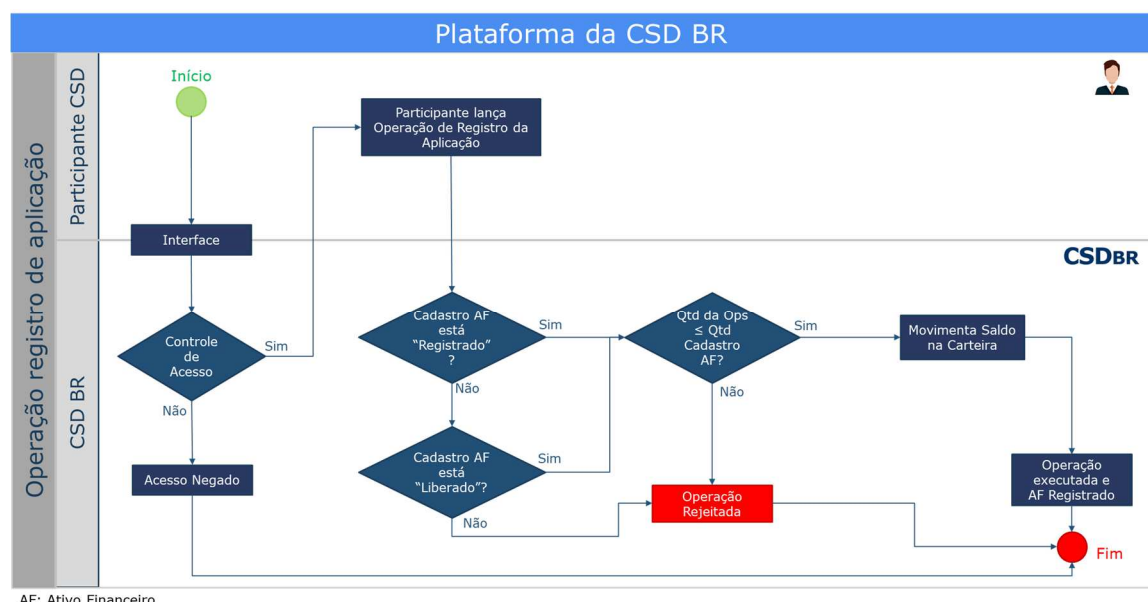 Plataforma da CSD BR
Operação registro de aplicação
Participante CSD
Início
Participante lança
Operação de Registro da
Aplicação
Interface
CSD BR
CSDBR
Controle
de
Acesso
Sim
Não
Acesso Negado
Cadastro AF
está
“Registrado”
?
Sim
Não
Cadastro AF
está
“Liberado”?
Sim
Não
Qtd da Ops
≤ Qtd
Cadastro
AF?
Sim
Não
Operação
Rejeitada
Movimenta Saldo
na Carteira
Operação
executada e
AF Registrado
Fim
AF: Ativo Financeiro